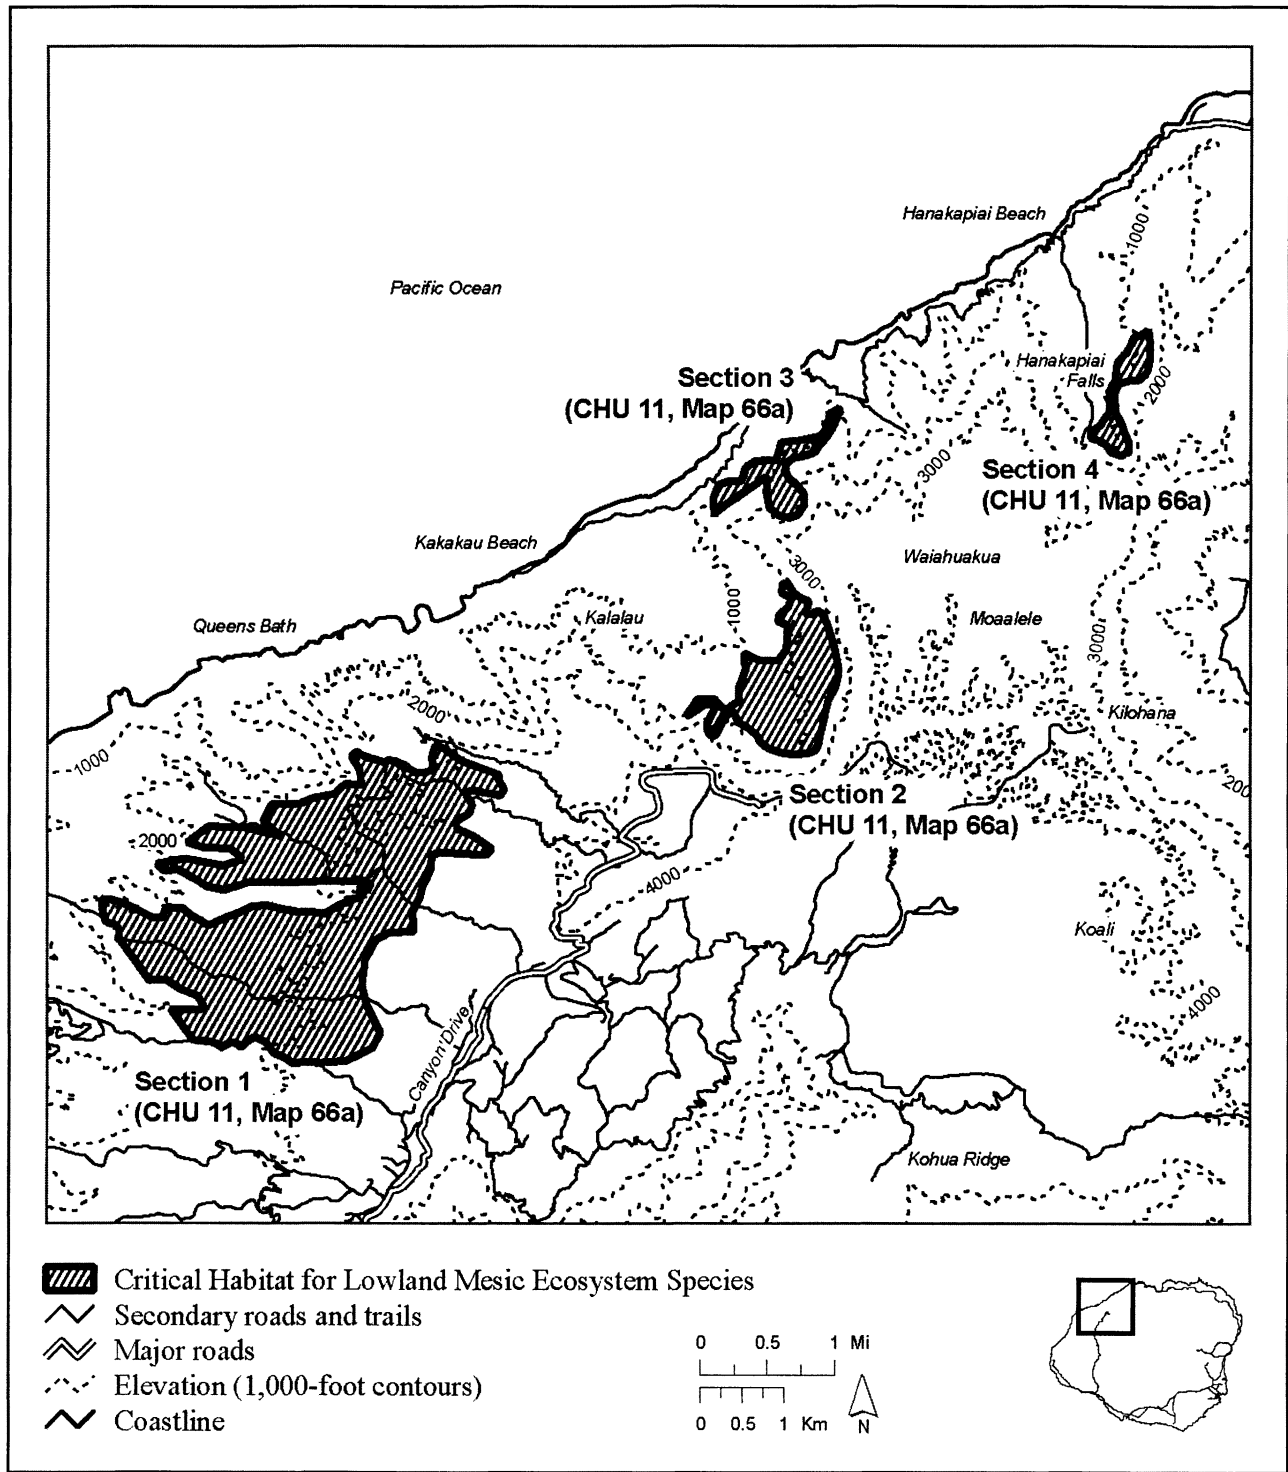 Hanakapiai Beach
1000
Pacific Ocean
Hanakapiai
Falls
2000
Section 3
(CHU 11, Map 66a)
3000
Section 4
(CHU 11, Map 66a)
Kakakau Beach
Waiahuakua
3000
1000
Queens Bath
Kalalau
Moaalele
3000
2000
Kilohana
1000
200
Section 2
(CHU 11, Map 66a)
2000
4000
Koali
4000
Canyon Drive
Section 1
(CHU 11, Map 66a)
Kohua Ridge
Critical Habitat for Lowland Mesic Ecosystem Species
Secondary roads and trails
Major roads
Elevation (1,000-foot contours)
Coastline
0 0.5 1 Mi
0 0.5 1 Km
N